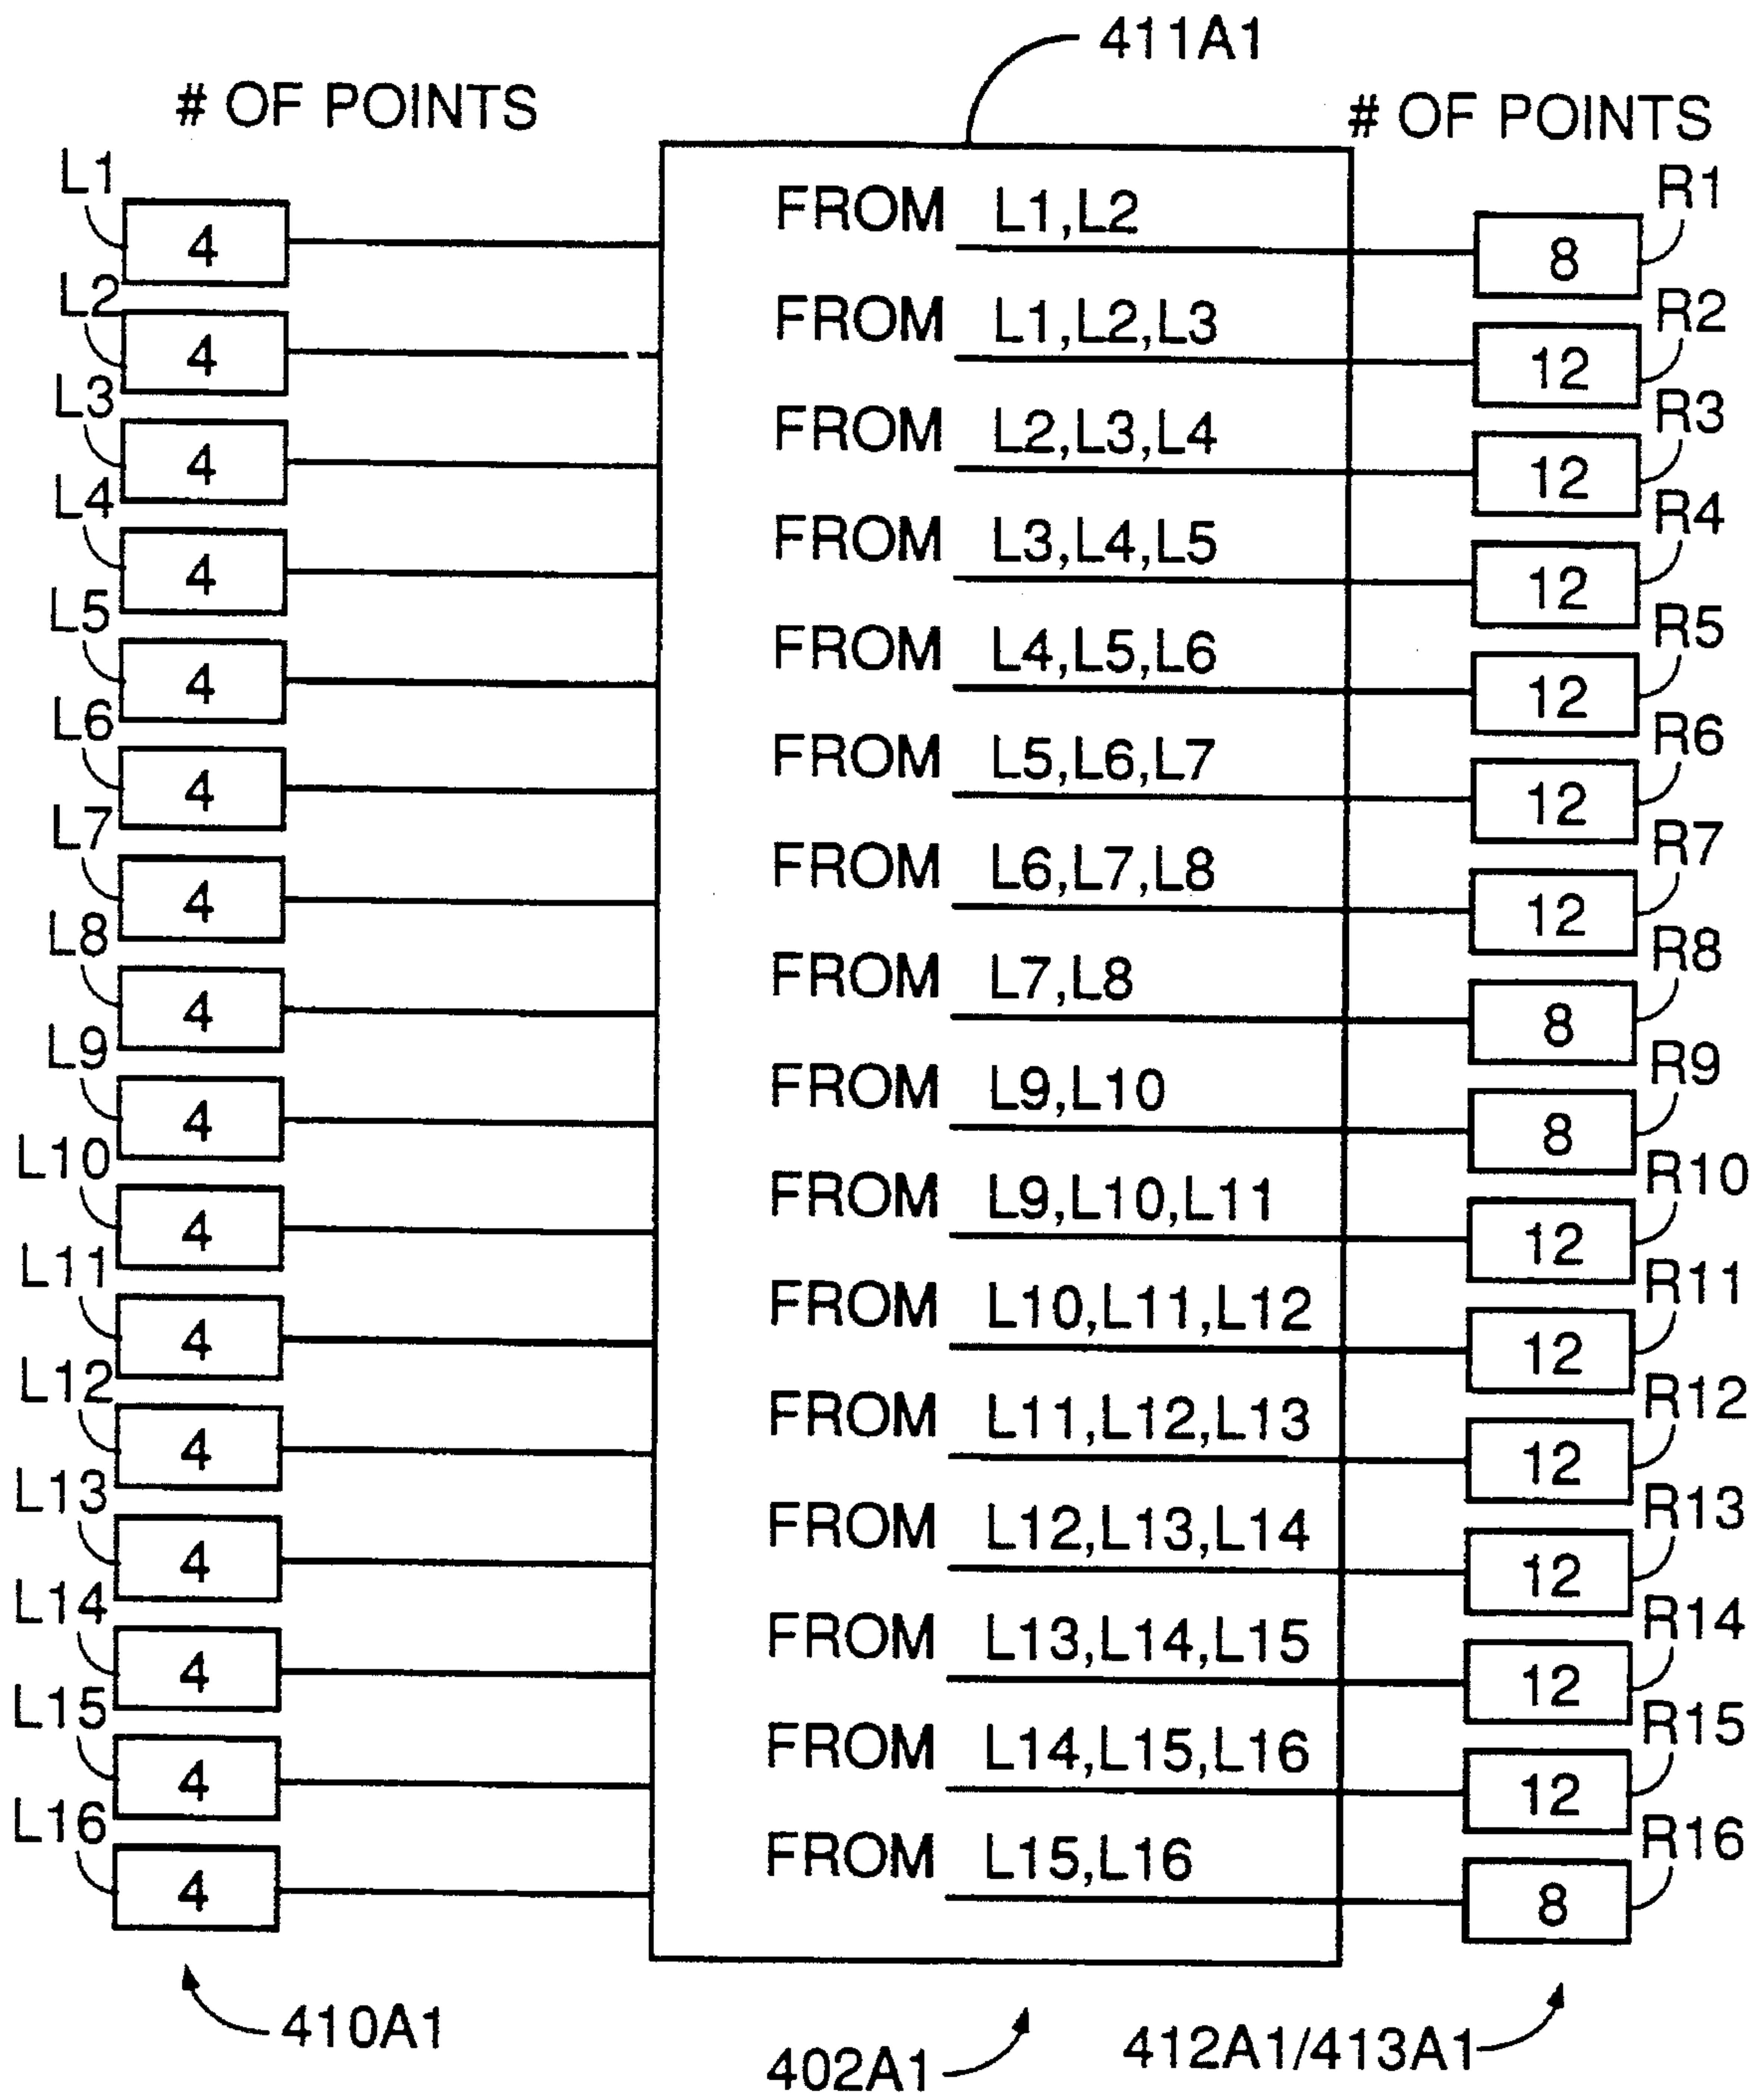 411A1
# OF POINTS
# OF POINTS
L1 4 FROM L1,L2 8 R1
L2 4 FROM L1,L2,L3 12 R2
L3 4 FROM L2,L3,L4 12 R3
L4 4 FROM L3,L4,L5 12 R4
L5 4 FROM L4,L5,L6 12 R5
L6 4 FROM L5,L6,L7 12 R6
L7 4 FROM L6,L7,L8 12 R7
L8 4 FROM L7,L8 8 R8
L9 4 FROM L9,L10 8 R9
L10 4 FROM L9,L10,L11 12 R10
L11 4 FROM L10,L11,L12 12 R11
L12 4 FROM L11,L12,L13 12 R12
L13 4 FROM L12,L13,L14 12 R13
L14 4 FROM L13,L14,L15 12 R14
L15 4 FROM L14,L15,L16 12 R15
L16 4 FROM L15,L16 8 R16
410A1
402A1
412A1/413A1